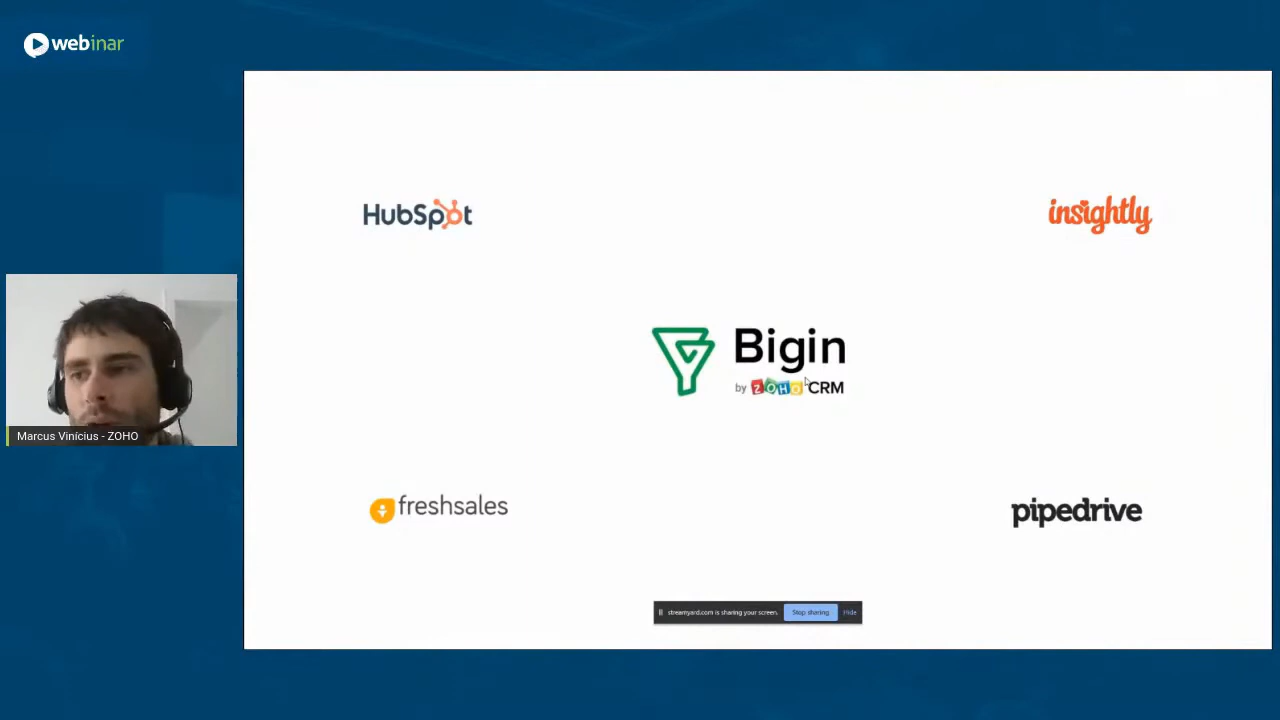 webinar
HubSpot
insightly
Bigin
by ZOHO CRM
Marcus Vinícius - ZOHO
freshsales
pipedrive
streamyard.com is sharing your screen.
Stop sharing
Hide